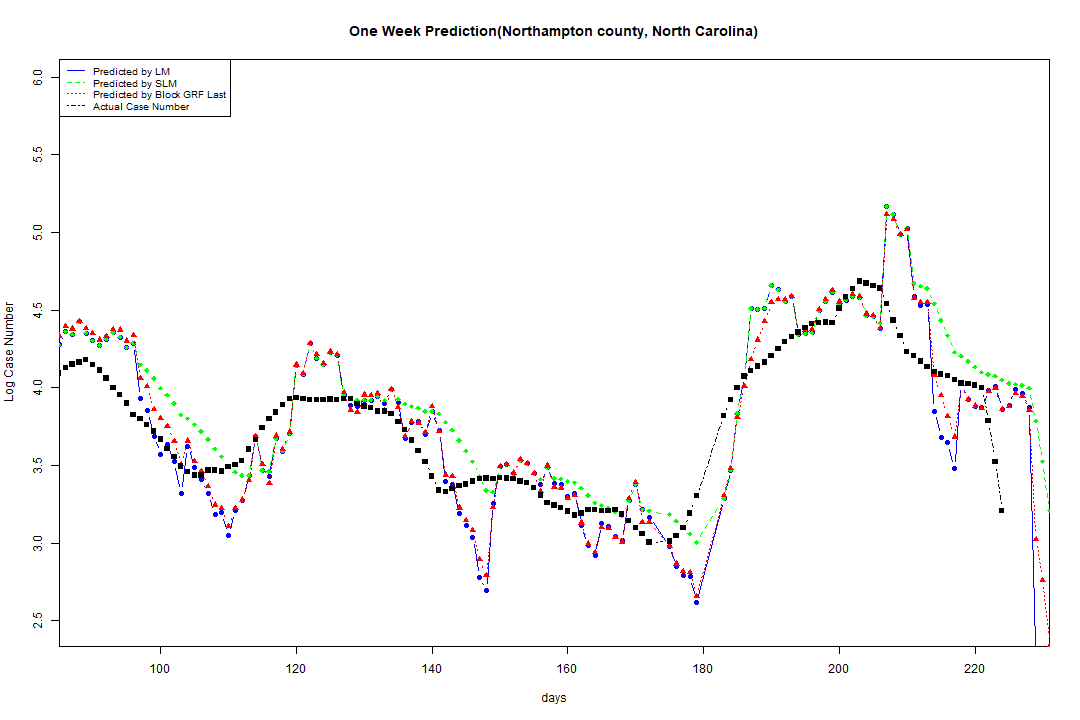 One Week Prediction(Northampton county, North Carolina)
6.0
5.5
5.0
4.5
4.0
3.5
3.0
2.5
Log Case Number
Predicted by LM
Predicted by SLM
Predicted by Block GRF Last
Actual Case Number
100 120 140 160 180 200 220
days